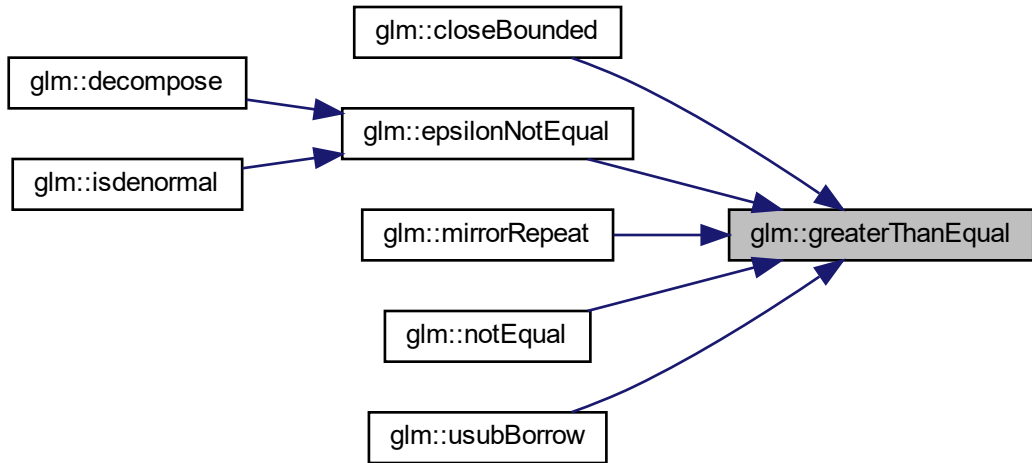 glm::closeBounded
glm::decompose
glm::epsilonNotEqual
glm::isdenormal
glm::mirrorRepeat
glm::greaterThanEqual
glm::notEqual
glm::usubBorrow